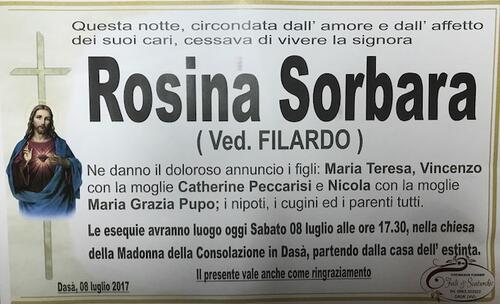 Questa notte, circondata dall' amore e dall' affetto
dei suoi cari, cessava di vivere la signora
Rosina Sorbara
( Ved. FILARDO )
Ne danno il doloroso annuncio i figli: Maria Teresa, Vincenzo
con la moglie Catherine Peccarisi e Nicola con la moglie
Maria Grazia Pupo; i nipoti, i cugini ed i parenti tutti.
Le esequie avranno luogo oggi Sabato 08 luglio alle ore 17.30, nella chiesa
della Madonna della Consolazione in Dasà, partendo dalla casa dell' estinta.
Il presente vale anche come ringraziamento
Dasà, 08 luglio 2017